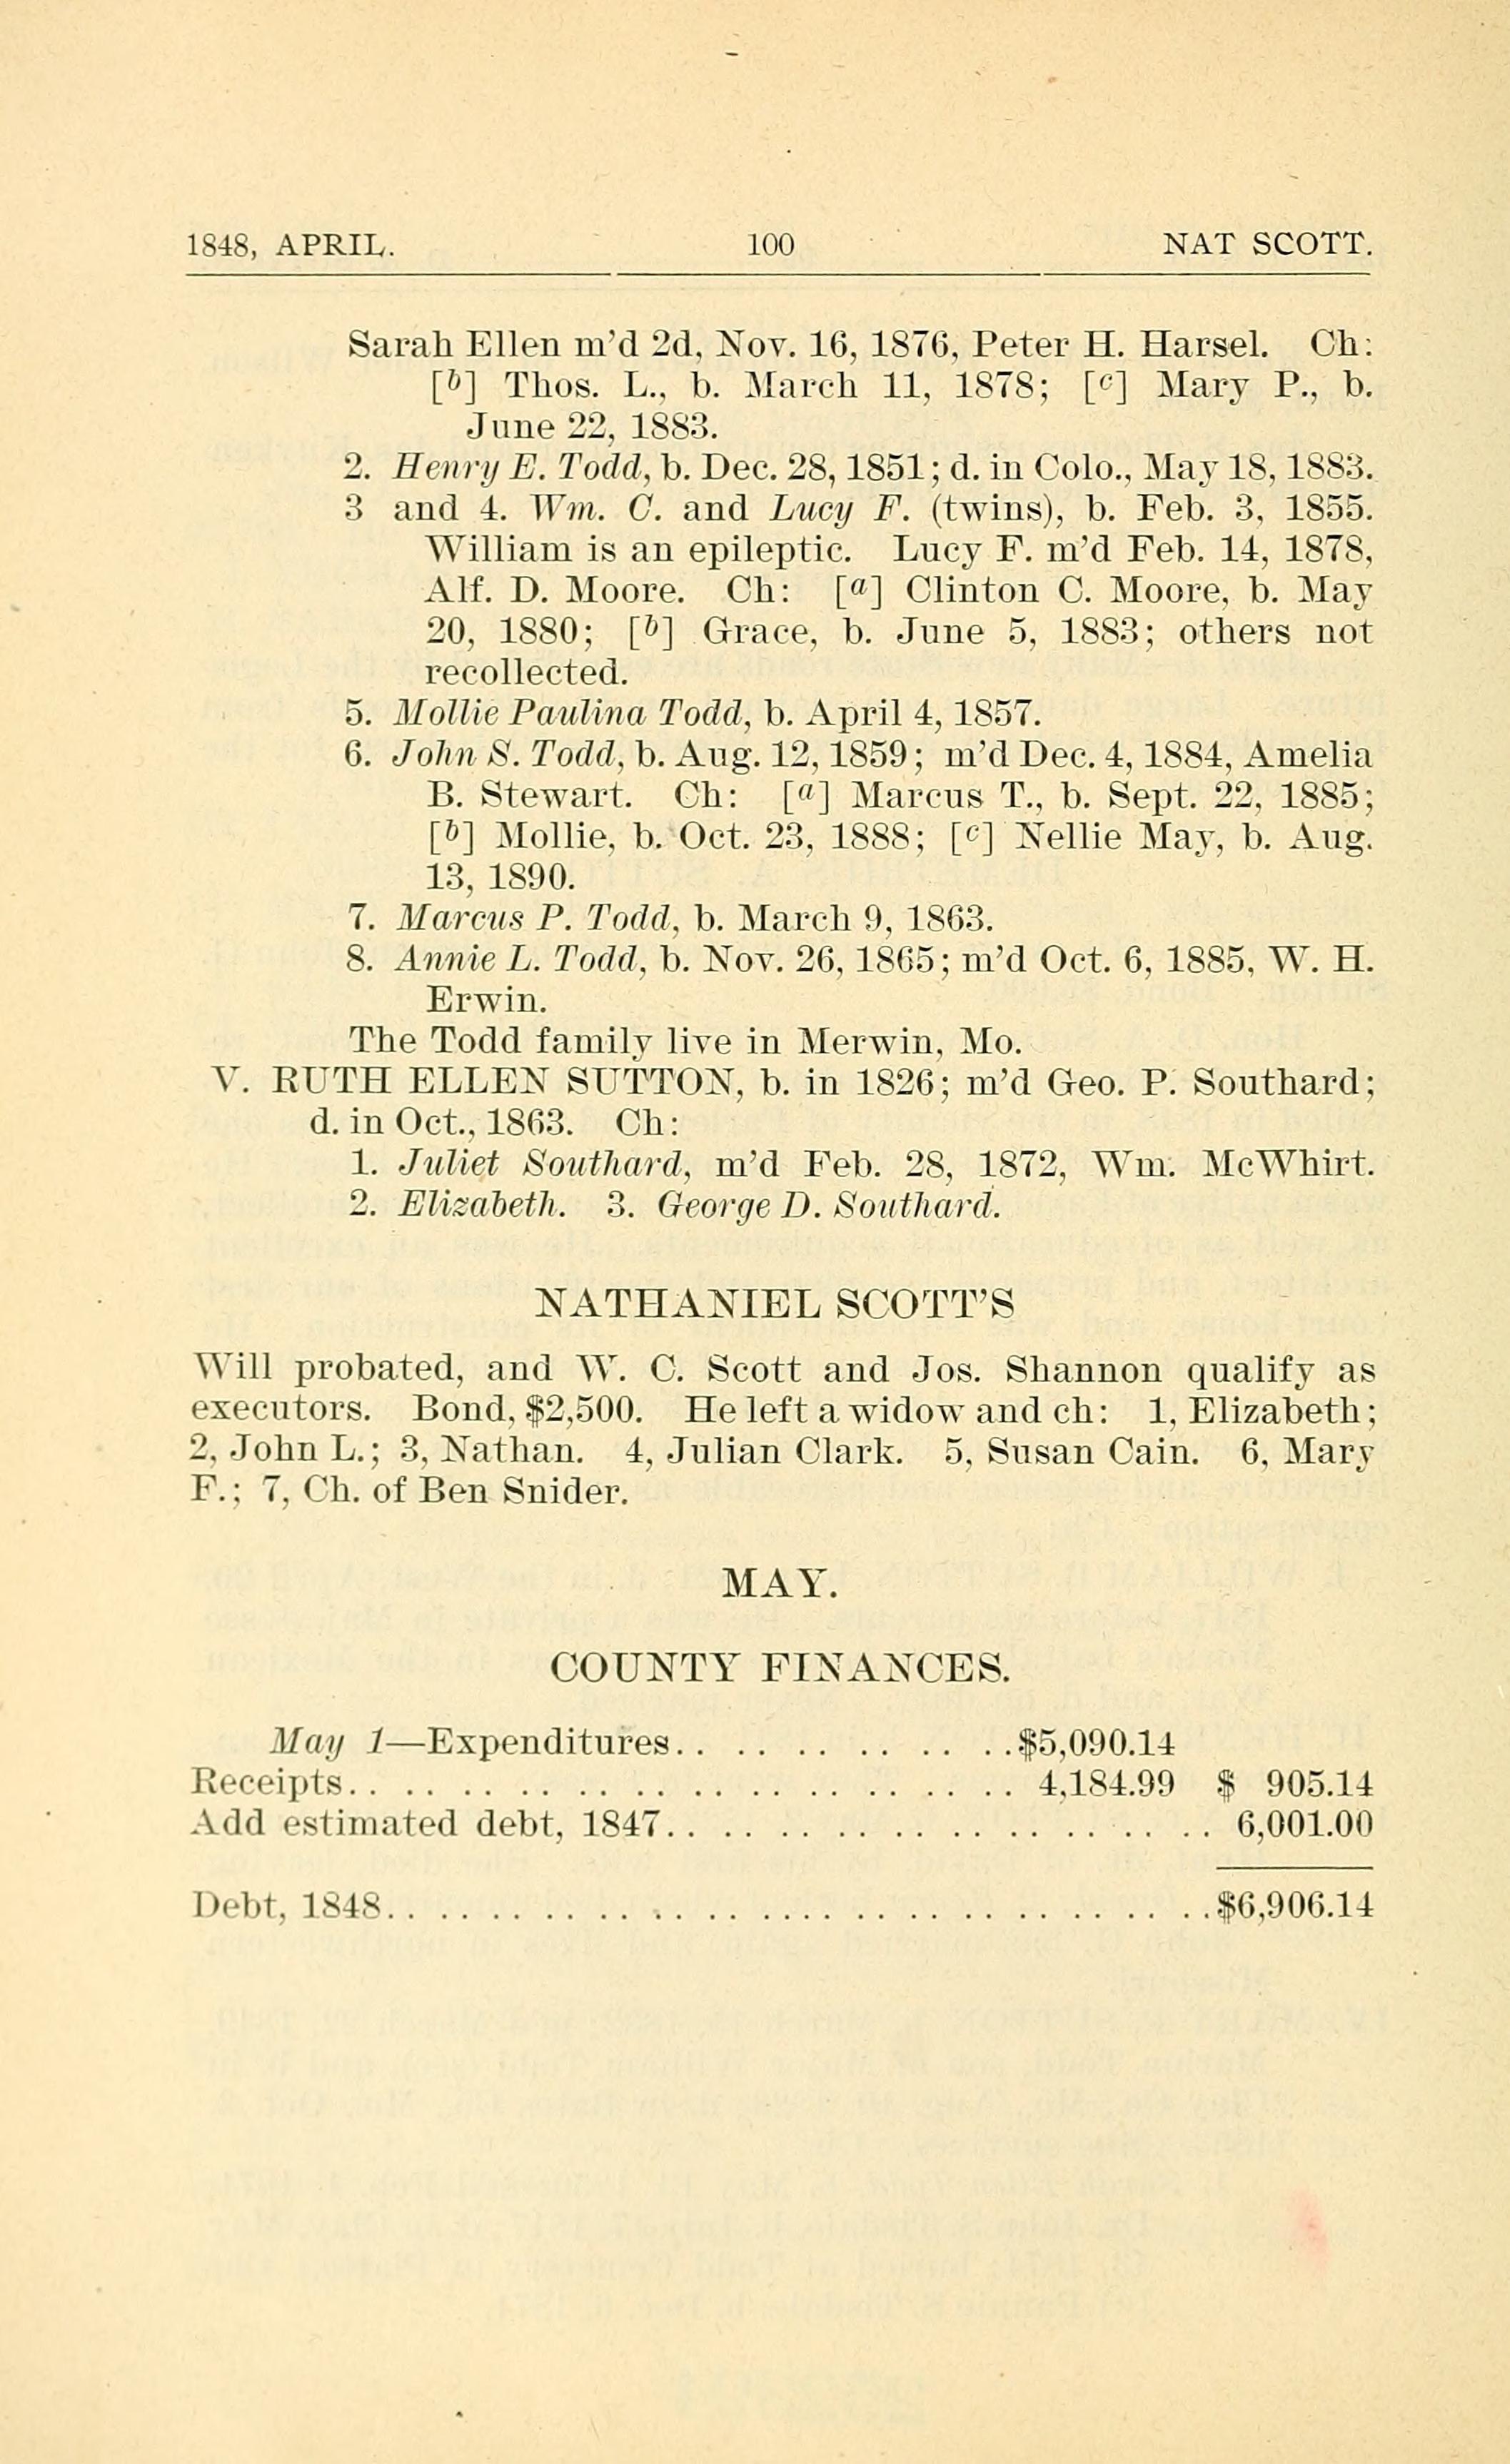 1848, APRIL. 100 NAT SCOTT.
Sarah Ellen m'd 2d, Nov. 16, 1876, Peter H. Harsel. Ch:
[b] Thos. L., b. March 11, 1878; [c] Mary P., b.
June 22, 1883.
2. Henry E. Todd, b. Dec. 28, 1851; d. in Colo., May 18, 1883.
3 and 4. Wm. C. and Lucy F. (twins), b. Feb. 3, 1855.
William is an epileptic. Lucy F. m'd Feb. 14, 1878,
Alf. D. Moore. Ch: [a] Clinton C. Moore, b. May
20, 1880; [b] Grace, b. June 5, 1883; others not
recollected.
5. Mollie Paulina Todd, b. April 4, 1857.
6. John S. Todd, b. Aug. 12, 1859; m'd Dec. 4, 1884, Amelia
B. Stewart. Ch: [a] Marcus T., b. Sept. 22, 1885;
[b] Mollie, b. Oct. 23, 1888; [c] Nellie May, b. Aug.
13, 1890.
7. Marcus P. Todd, b. March 9, 1863.
8. Annie L. Todd, b. Nov. 26, 1865; m'd Oct. 6, 1885, W. H.
Erwin.
The Todd family live in Merwin, Mo.
V. RUTH ELLEN SUTTON, b. in 1826; m'd Geo. P. Southard;
d. in Oct., 1863. Ch:
1. Juliet Southard, m'd Feb. 28, 1872, Wm. McWhirt.
2. Elizabeth. 3. George D. Southard.
NATHANIEL SCOTT'S
Will probated, and W. C. Scott and Jos. Shannon qualify as
executors. Bond, $2,500. He left a widow and ch: 1, Elizabeth;
2, John L.; 3, Nathan. 4, Julian Clark. 5, Susan Cain. 6, Mary
F.; 7, Ch. of Ben Snider.
MAY.
COUNTY FINANCES.
May 1—Expenditures.. .. .. .. .. .. ..$5,090.14
Receipts.. .. .. .. .. .. .. .. .. .. .. .. 4,184.99 $ 905.14
Add estimated debt, 1847.. .. .. .. .. .. .. .. .. .. 6,001.00
Debt, 1848.. .. .. .. .. .. .. .. .. .. .. .. .. .. .. ..$6,906.14